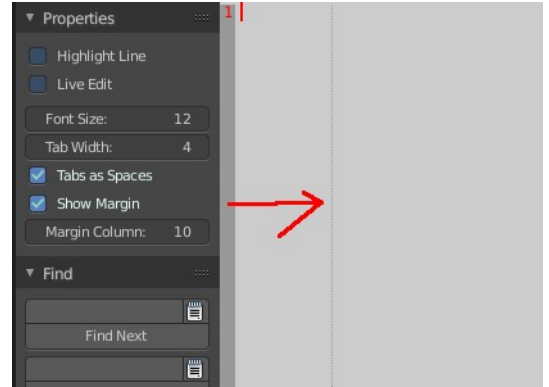 Properties
1
Highlight Line
Live Edit
Font Size: 12
Tab Width: 4
Tabs as Spaces
Show Margin
Margin Column: 10
Find
Find Next